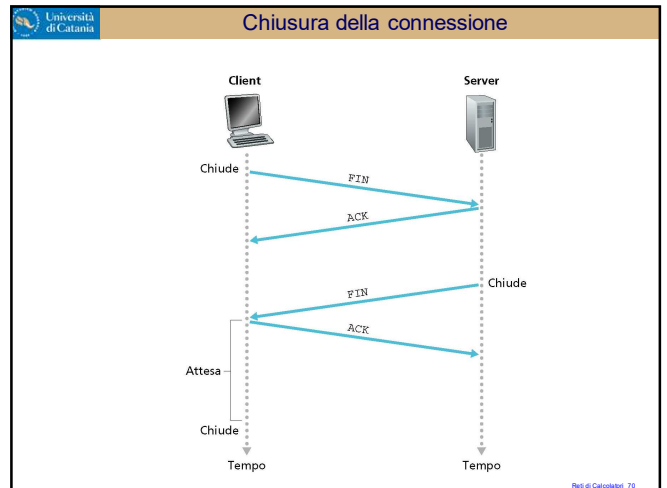 Università
di Catania
Chiusura della connessione
Client
Server
Chiude
FIN
ACK
Chiude
FIN
ACK
Attesa
Chiude
Tempo
Tempo
Reti di Calcolatori 70